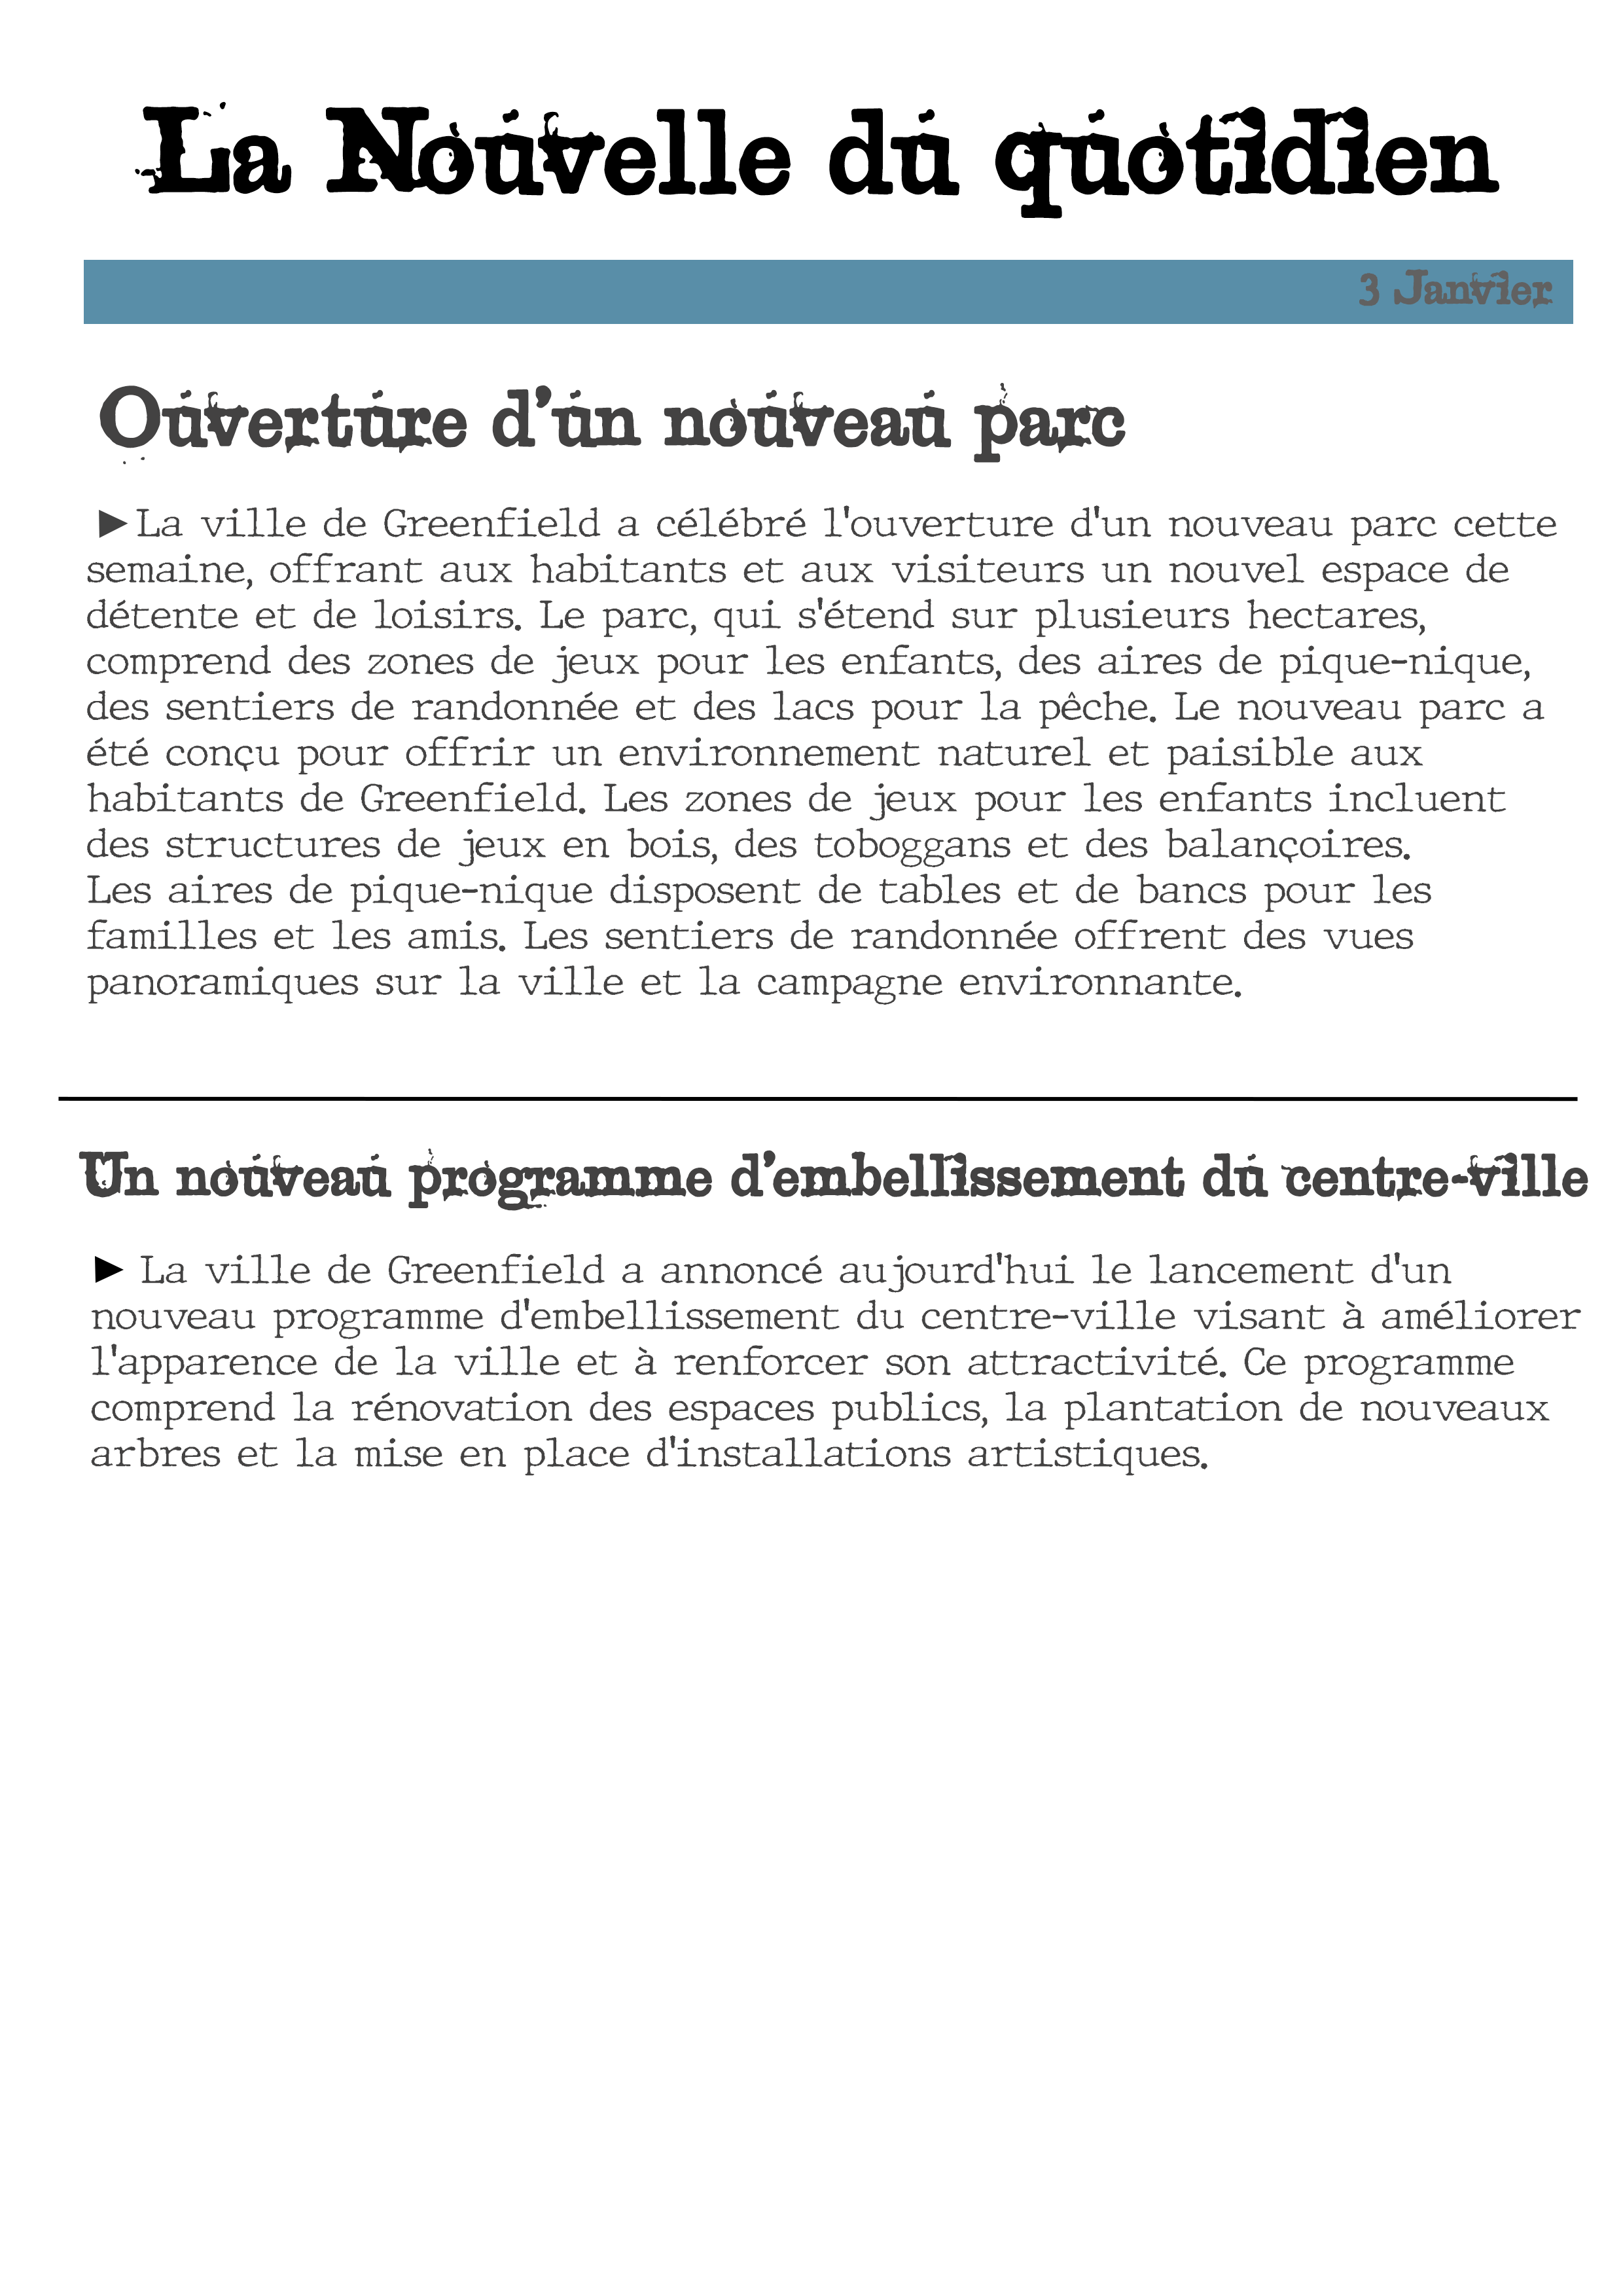 La Nouvelle du quotidien
3 Janvier
Ouverture d’un nouveau parc
►La ville de Greenfield a célébré l'ouverture d'un nouveau parc cette
semaine, offrant aux habitants et aux visiteurs un nouvel espace de
détente et de loisirs. Le parc, qui s'étend sur plusieurs hectares,
comprend des zones de jeux pour les enfants, des aires de pique-nique,
des sentiers de randonnée et des lacs pour la pêche. Le nouveau parc a
été conçu pour offrir un environnement naturel et paisible aux
habitants de Greenfield. Les zones de jeux pour les enfants incluent
des structures de jeux en bois, des toboggans et des balançoires.
Les aires de pique-nique disposent de tables et de bancs pour les
familles et les amis. Les sentiers de randonnée offrent des vues
panoramiques sur la ville et la campagne environnante.
Un nouveau programme d’embellissement du centre-ville
► La ville de Greenfield a annoncé aujourd'hui le lancement d'un
nouveau programme d'embellissement du centre-ville visant à améliorer
l'apparence de la ville et à renforcer son attractivité. Ce programme
comprend la rénovation des espaces publics, la plantation de nouveaux
arbres et la mise en place d'installations artistiques.